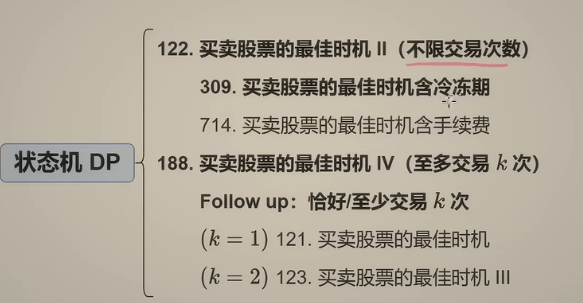 状态机 DP
122. 买卖股票的最佳时机 II（不限交易次数）
309. 买卖股票的最佳时机含冷冻期
714. 买卖股票的最佳时机含手续费
188. 买卖股票的最佳时机 IV（至多交易 k 次）
Follow up：恰好/至少交易 k 次
(k = 1) 121. 买卖股票的最佳时机
(k = 2) 123. 买卖股票的最佳时机 III